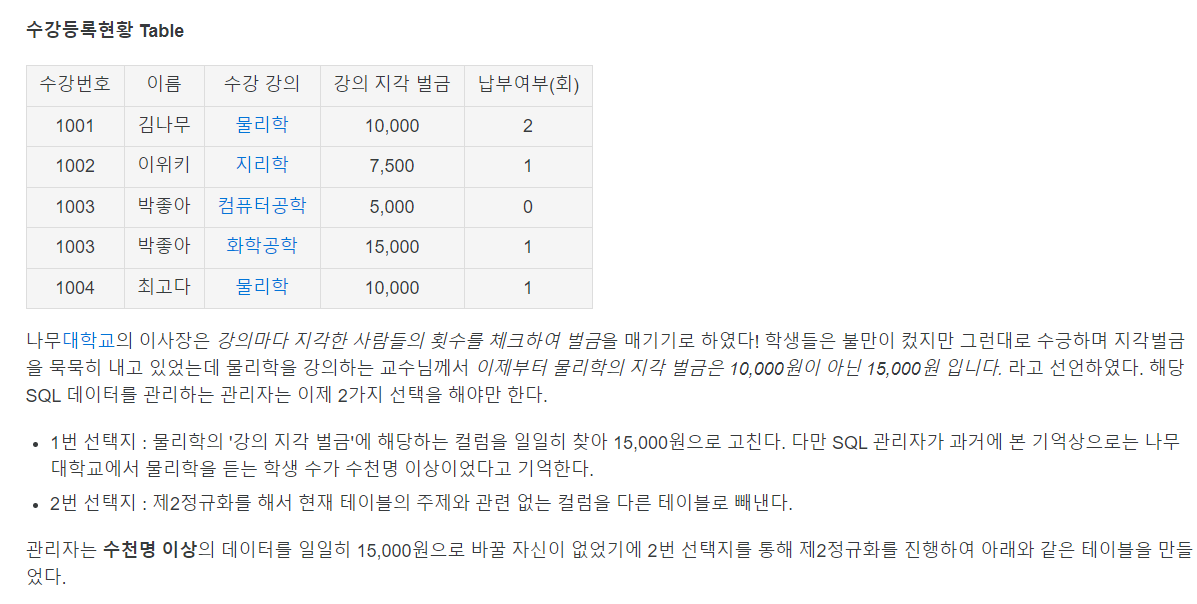 수강등록현황 Table
수강번호 이름 수강 강의 강의 지각 벌금 납부여부(회)
1001 김나무 물리학 10,000 2
1002 이위키 지리학 7,500 1
1003 박좋아 컴퓨터공학 5,000 0
1003 박좋아 화학공학 15,000 1
1004 최고다 물리학 10,000 1
나무대학교의 이사장은 강의마다 지각한 사람들의 횟수를 체크하여 벌금을 매기기로 하였다! 학생들은 불만이 컸지만 그런대로 수긍하며 지각벌금
을 묵묵히 내고 있었는데 물리학을 강의하는 교수님께서 이제부터 물리학의 지각 벌금은 10,000원이 아닌 15,000원 입니다. 라고 선언하였다. 해당
SQL 데이터를 관리하는 관리자는 이제 2가지 선택을 해야만 한다.
• 1번 선택지 : 물리학의 '강의 지각 벌금'에 해당하는 컬럼을 일일히 찾아 15,000원으로 고친다. 다만 SQL 관리자가 과거에 본 기억상으로는 나무
대학교에서 물리학을 듣는 학생 수가 수천명 이상이었다고 기억한다.
• 2번 선택지 : 제2정규화를 해서 현재 테이블의 주제와 관련 없는 컬럼을 다른 테이블로 빼낸다.
관리자는 수천명 이상의 데이터를 일일히 15,000원으로 바꿀 자신이 없었기에 2번 선택지를 통해 제2정규화를 진행하여 아래와 같은 테이블을 만들
었다.